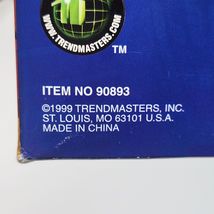 WWW.TRENDMASTERS.COM
TM
ITEM NO 90893
©1999 TRENDMASTERS, INC.
ST. LOUIS, MO 63101 U.S.A.
MADE IN CHINA